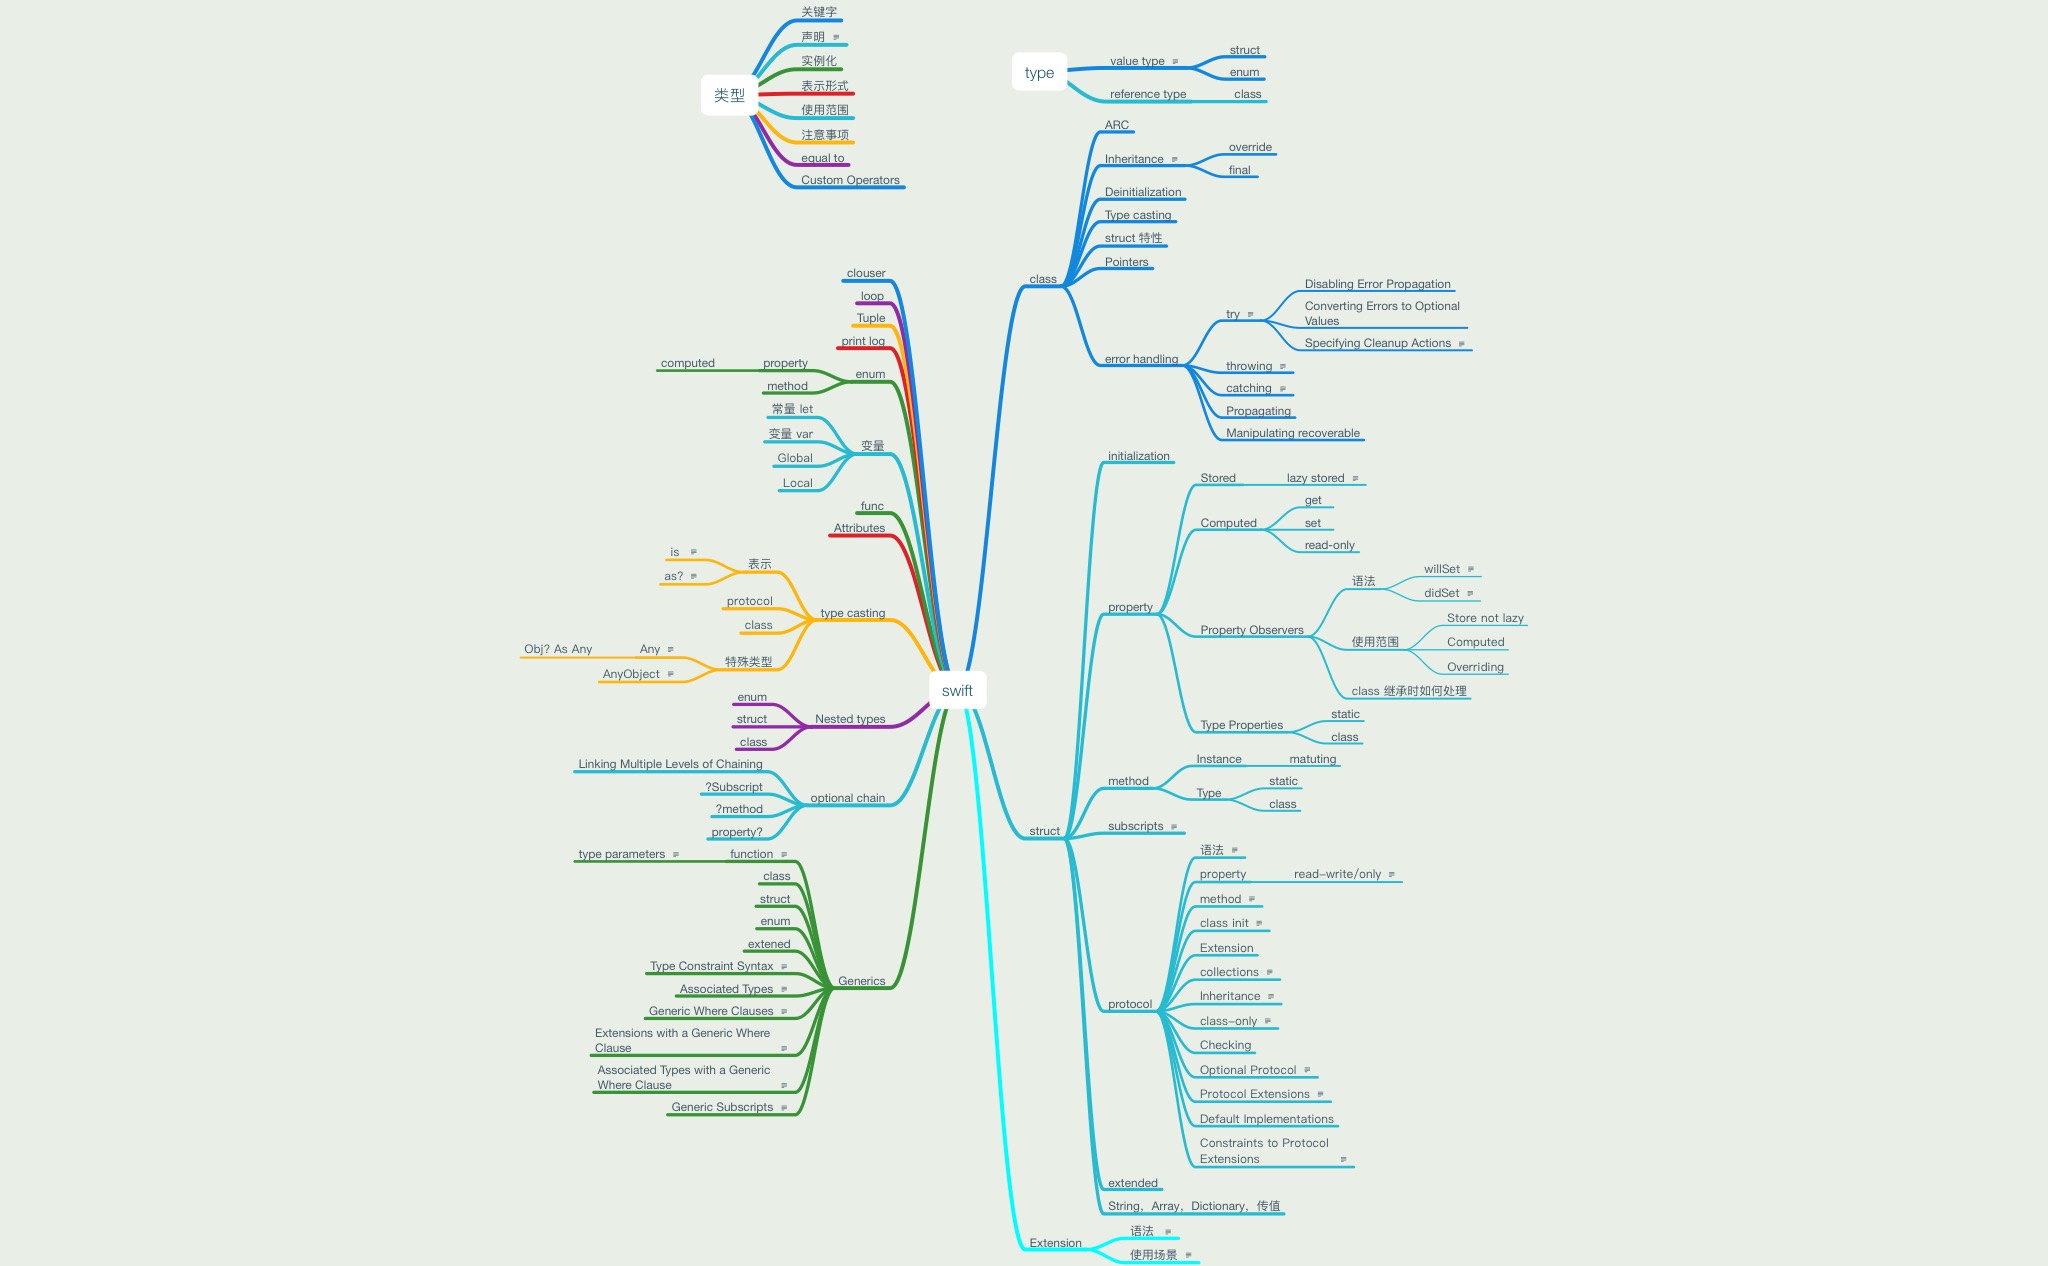 类型
关键字
声明
实例化
表示形式
使用范围
注意事项
equal to
Custom Operators
type
value type
struct
enum
reference type
class
swift
class
ARC
Inheritance
override
final
Deinitialization
Type casting
struct 特性
Pointers
error handling
try
Disabling Error Propagation
Converting Errors to Optional
Values
Specifying Cleanup Actions
throwing
catching
Propagating
Manipulating recoverable
struct
initialization
property
Stored
lazy stored
Computed
get
set
read-only
Property Observers
语法
willSet
didSet
使用范围
Store not lazy
Computed
Overriding
class 继承时如何处理
Type Properties
static
class
method
Instance
matuting
Type
static
class
subscripts
protocol
语法
property
read-write/only
method
class init
Extension
collections
Inheritance
class-only
Checking
Optional Protocol
Protocol Extensions
Default Implementations
Constraints to Protocol
Extensions
extended
String，Array，Dictionary，传值
Extension
语法
使用场景
clouser
loop
Tuple
print log
enum
property
computed
method
变量
常量 let
变量 var
Global
Local
func
Attributes
type casting
表示
is
as?
protocol
class
特殊类型
Any
Obj? As Any
AnyObject
Nested types
enum
struct
class
optional chain
Linking Multiple Levels of Chaining
?Subscript
?method
property?
Generics
function
type parameters
class
struct
enum
extened
Type Constraint Syntax
Associated Types
Generic Where Clauses
Extensions with a Generic Where
Clause
Associated Types with a Generic
Where Clause
Generic Subscripts